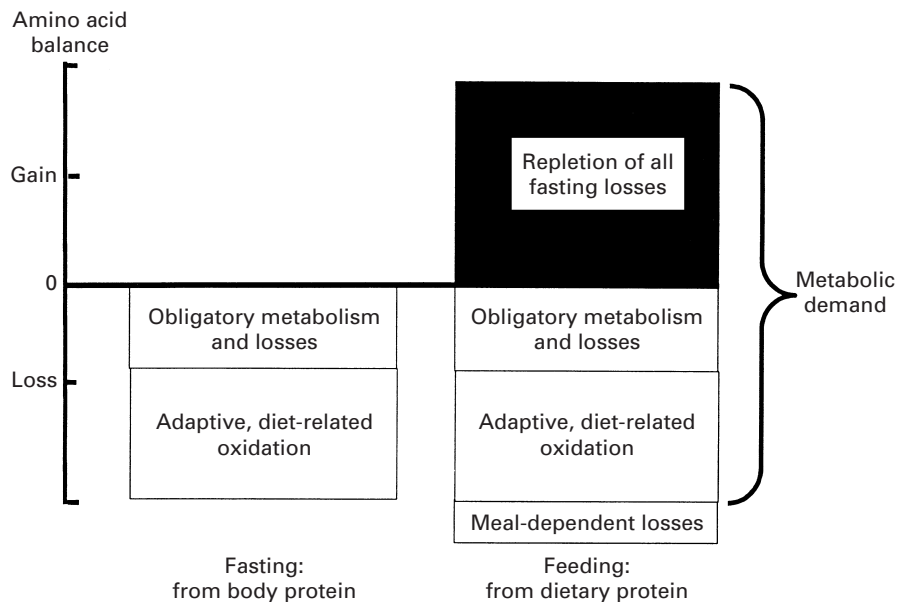 Amino acid
balance
Gain
0
Loss
Repletion of all
fasting losses
Obligatory metabolism
and losses
Adaptive, diet-related
oxidation
Obligatory metabolism
and losses
Adaptive, diet-related
oxidation
Meal-dependent losses
Metabolic
demand
Fasting:
from body protein
Feeding:
from dietary protein